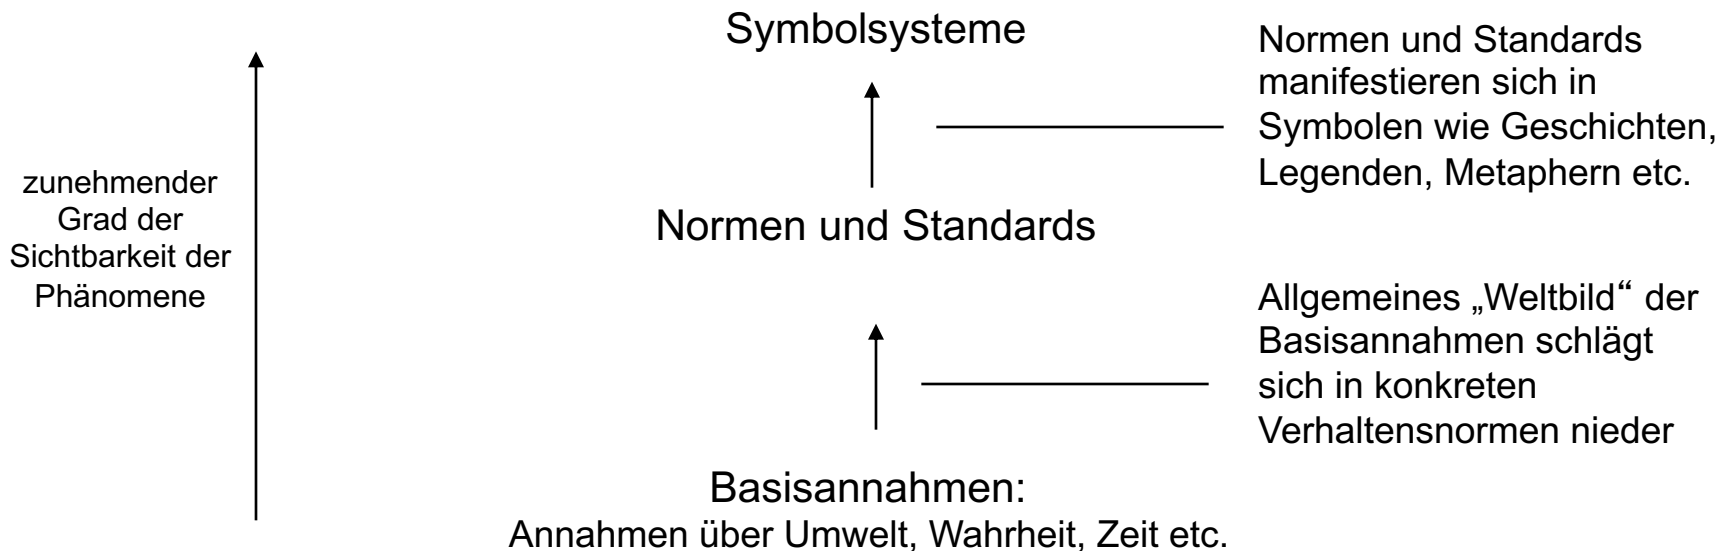 Symbolsysteme
Normen und Standards
manifestieren sich in
Symbolen wie Geschichten,
Legenden, Metaphern etc.
zunehmender
Grad der
Sichtbarkeit der
Phänomene
Normen und Standards
Allgemeines „Weltbild“ der
Basisannahmen schlägt
sich in konkreten
Verhaltensnormen nieder
Basisannahmen:
Annahmen über Umwelt, Wahrheit, Zeit etc.